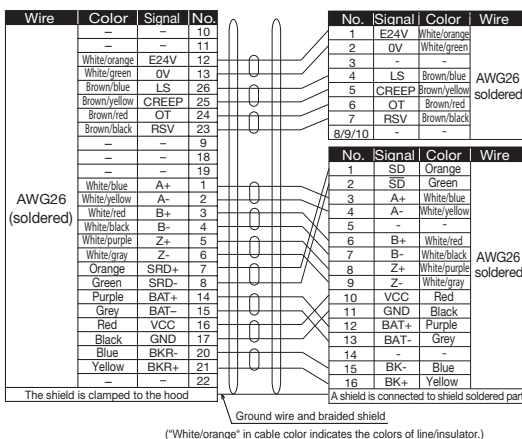 Wire Color Signal No.
– – 10
– – 11
White/orange E24V 12
White/green 0V 13
Brown/blue LS 26
Brown/yellow CREEP 25
Brown/red OT 24
Brown/black RSV 23
– – 9
– – 18
– – 19
White/blue A+ 1
White/yellow A- 2
White/red B+ 3
White/black B- 4
White/purple Z+ 5
White/gray Z- 6
Orange SRD+ 7
Green SRD- 8
Purple BAT+ 14
Grey BAT– 15
Red VCC 16
Black GND 17
Blue BKR- 20
Yellow BKR+ 21
– – 22
AWG26
(soldered)
The shield is clamped to the hood
No. Signal Color Wire
1 E24V White/orange
2 0V White/green
3 - -
4 LS Brown/blue
5 CREEP Brown/yellow
6 OT Brown/red
7 RSV Brown/black
8/9/10 - -
AWG26
soldered
No. Signal Color Wire
1 SD Orange
2 S̅D̅ Green
3 A+ White/blue
4 A- White/yellow
5 - -
6 B+ White/red
7 B- White/black
8 Z+ White/purple
9 Z- White/gray
10 VCC Red
11 GND Black
12 BAT+ Purple
13 BAT- Grey
14 - -
15 BK- Blue
16 BK+ Yellow
AWG26
soldered
A shield is connected to shield soldered part
Ground wire and braided shield
("White/orange" in cable color indicates the colors of line/insulator.)